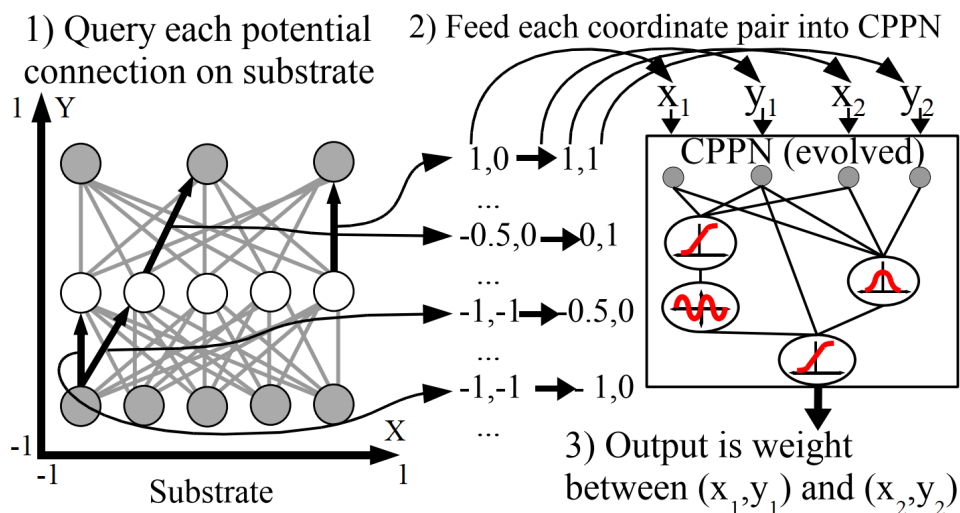 1) Query each potential
connection on substrate
2) Feed each coordinate pair into CPPN
1 Y
X
-1
-1
1
Substrate
x1 y1 x2 y2
CPPN (evolved)
1,0 1,1
...
-0.5,0 0,1
...
-1,-1 -0.5,0
...
-1,-1 - 1,0
...
3) Output is weight
between (x1,y1) and (x2,y2)